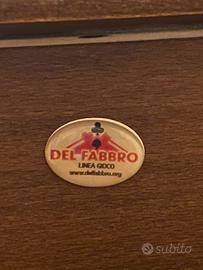 DEL FABBRO
LINEA GIOCO
www.delfabbro.org
subito